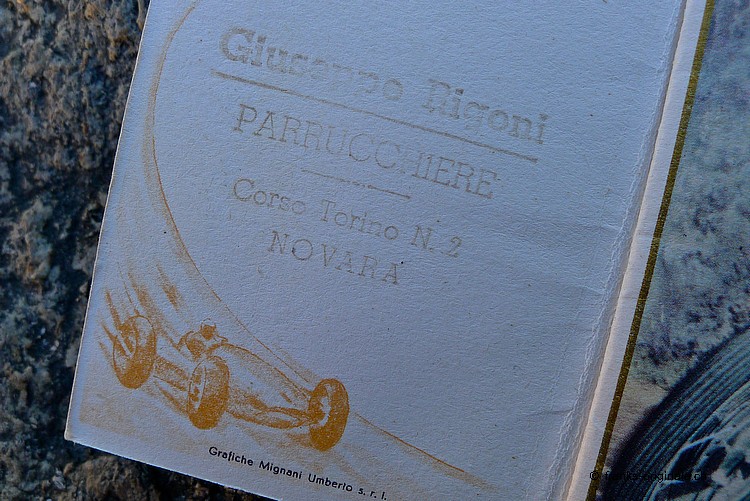 Giuseppe Rigoni
PARRUCCHIERE
Corso Torino N. 2
NOVARA
Grafiche Mignani Umberto s. r. l.